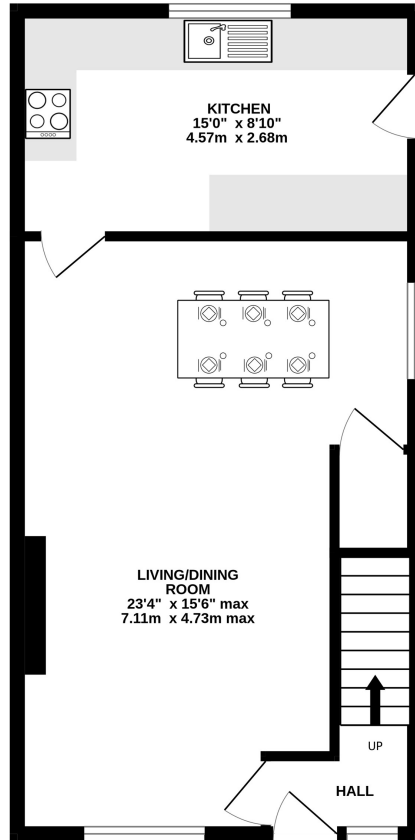 KITCHEN
15'0" x 8'10"
4.57m x 2.68m
LIVING/DINING
ROOM
23'4" x 15'6" max
7.11m x 4.73m max
UP
HALL